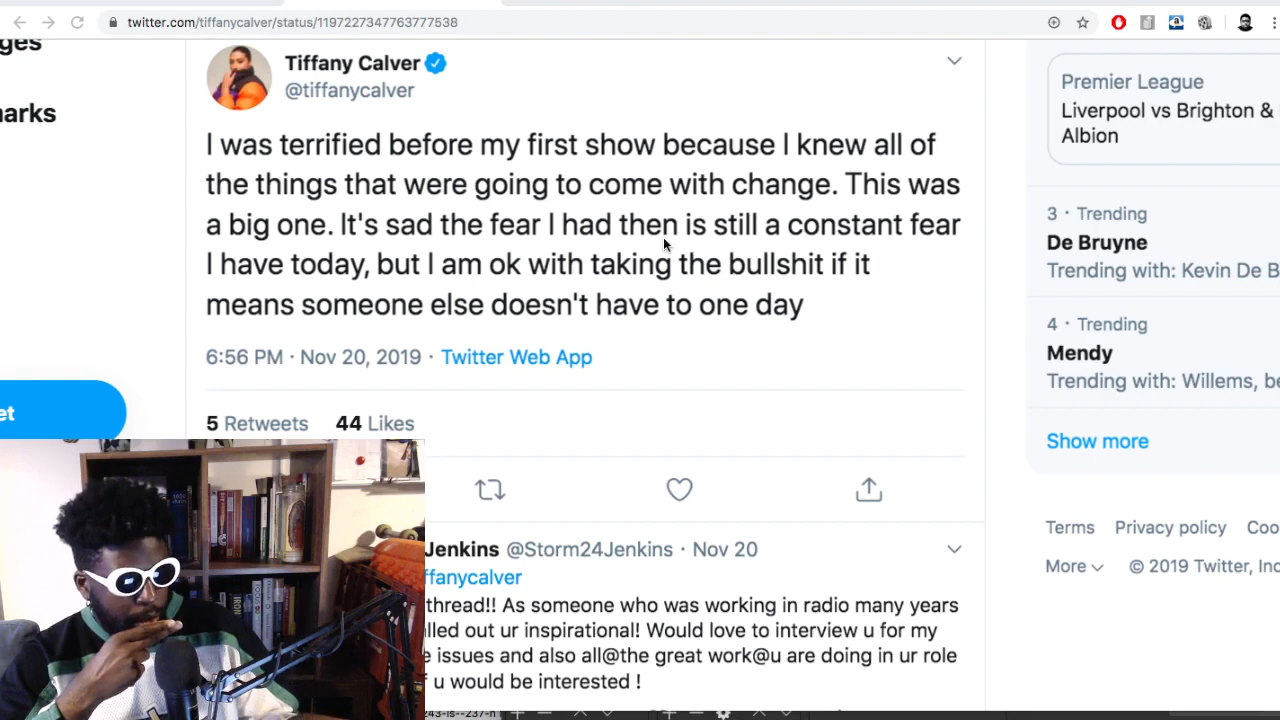 twitter.com/tiffanycalver/status/1197227347763777538
ges
arks
et
Tiffany Calver
@tiffanycalver
I was terrified before my first show because I knew all of
the things that were going to come with change. This was
a big one. It's sad the fear I had then is still a constant fear
I have today, but I am ok with taking the bullshit if it
means someone else doesn't have to one day
6:56 PM · Nov 20, 2019 · Twitter Web App
5 Retweets 44 Likes
Jenkins @Storm24Jenkins · Nov 20
ffanycalver
thread!! As someone who was working in radio many years
lled out ur inspirational! Would love to interview u for my
e issues and also all@the great work@u are doing in ur role
f u would be interested !
Premier League
Liverpool vs Brighton &
Albion
3 · Trending
De Bruyne
Trending with: Kevin De B
4 · Trending
Mendy
Trending with: Willems, be
Show more
Terms Privacy policy Coo
More © 2019 Twitter, Inc